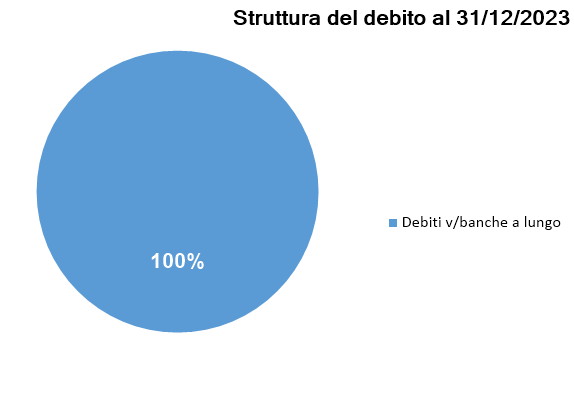 Struttura del debito al 31/12/2023
100%
Debiti v/banche a lungo